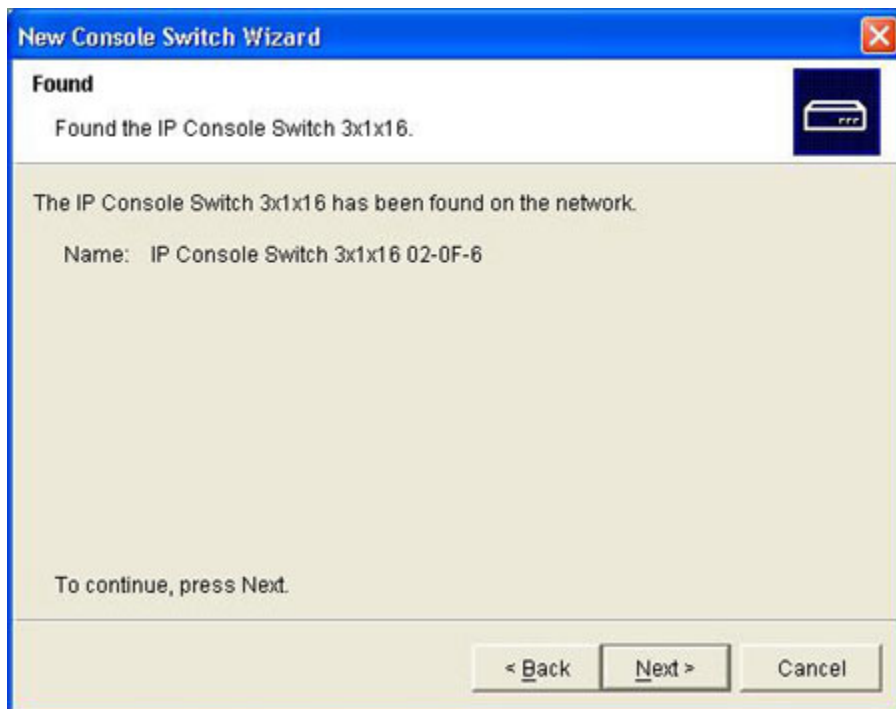 New Console Switch Wizard
Found
Found the IP Console Switch 3x1x16.
The IP Console Switch 3x1x16 has been found on the network.
Name: IP Console Switch 3x1x16 02-0F-6
To continue, press Next.
< Back Next > Cancel